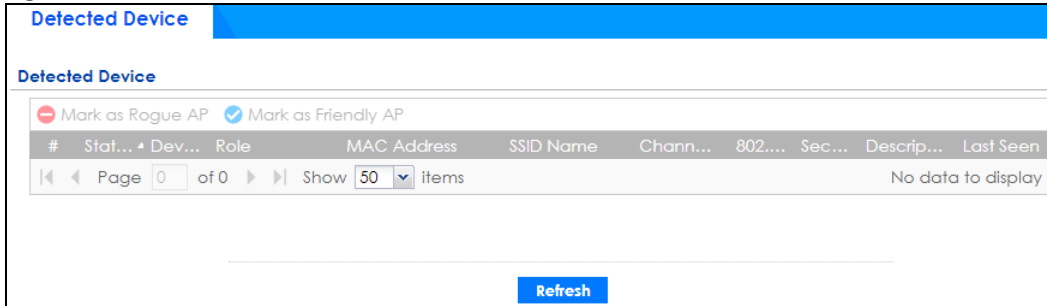 Detected Device
Detected Device
Mark as Rogue AP Mark as Friendly AP
# Stat... Dev... Role MAC Address SSID Name Chann... 802.... Sec... Descrip... Last Seen
Page 0 of 0 Show 50 items No data to display
Refresh